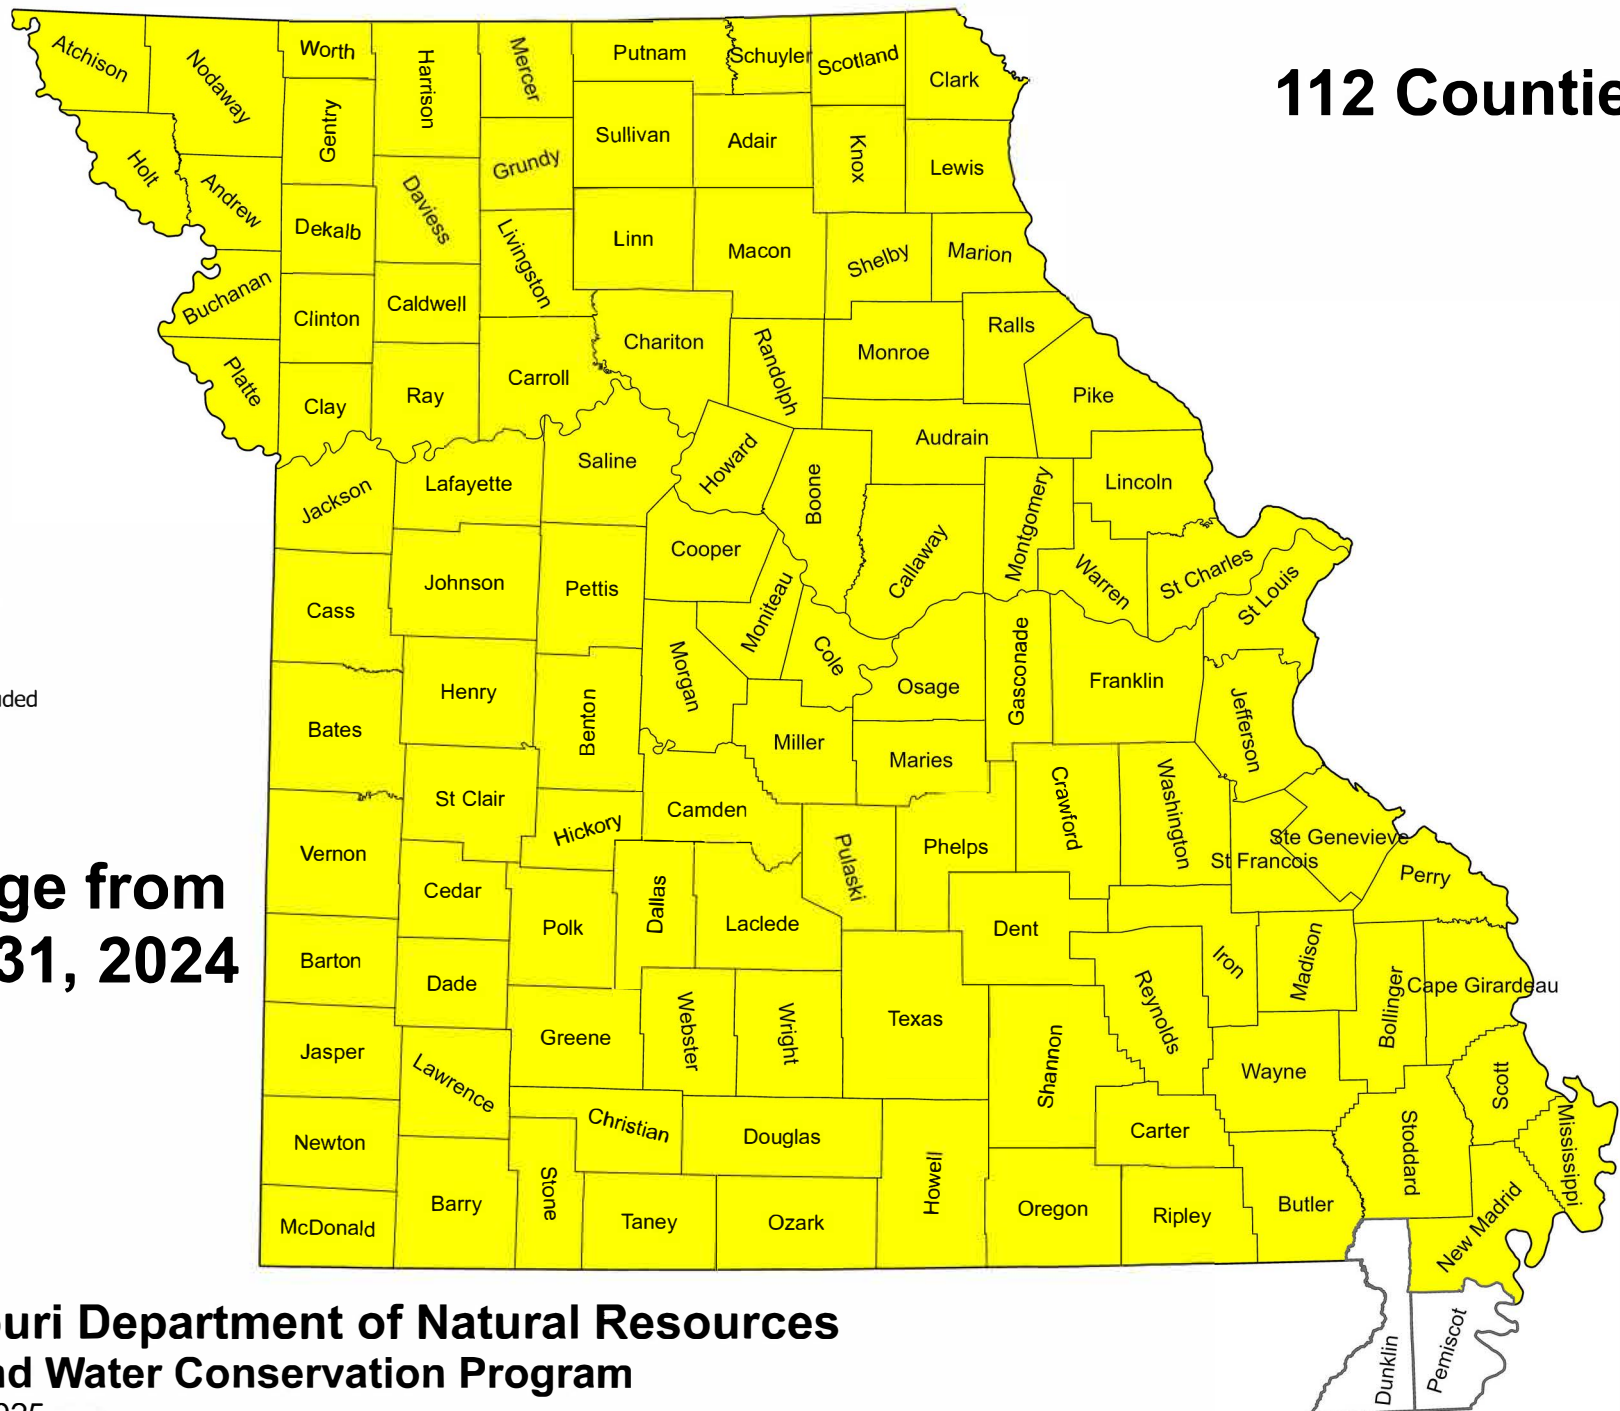 112 Countie
Atchison
Nodaway
Worth
Harrison
Mercer
Putnam
Schuyler
Scotland
Clark
Gentry
Sullivan
Adair
Knox
Lewis
Holt
Andrew
Dekalb
Daviess
Grundy
Livingston
Linn
Macon
Shelby
Marion
Buchanan
Clinton
Caldwell
Chariton
Randolph
Monroe
Ralls
Platte
Clay
Ray
Carroll
Pike
Audrain
Saline
Howard
Boone
Jackson
Lafayette
Montgomery
Lincoln
Cooper
Callaway
Johnson
Pettis
Moniteau
Warren
St Charles
St Louis
Cass
Cole
Morgan
Osage
Gasconade
Franklin
Henry
ded
Bates
Benton
Miller
Maries
Jefferson
St Clair
Camden
Crawford
Washington
Hickory
Vernon
Pulaski
Phelps
Ste Genevieve
St Francois
Perry
ge from
31, 2024
Cedar
Polk
Dallas
Laclede
Dent
Barton
Dade
Iron
Madison
Bollinger
Cape Girardeau
Reynolds
Greene
Webster
Wright
Texas
Jasper
Lawrence
Shannon
Wayne
Scott
Newton
Christian
Douglas
Carter
Stoddard
Mississippi
Barry
Stone
Howell
McDonald
Taney
Ozark
Oregon
Ripley
Butler
New Madrid
Dunklin
Pemiscot
ouri Department of Natural Resources
nd Water Conservation Program